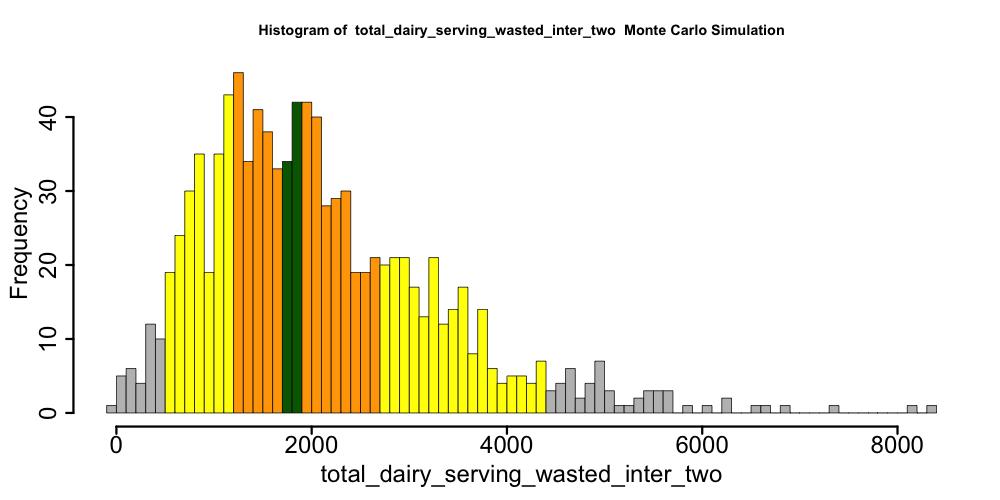 Histogram of  total_dairy_serving_wasted_inter_two  Monte Carlo Simulation
Frequency
40
30
20
10
0
0 2000 4000 6000 8000
total_dairy_serving_wasted_inter_two